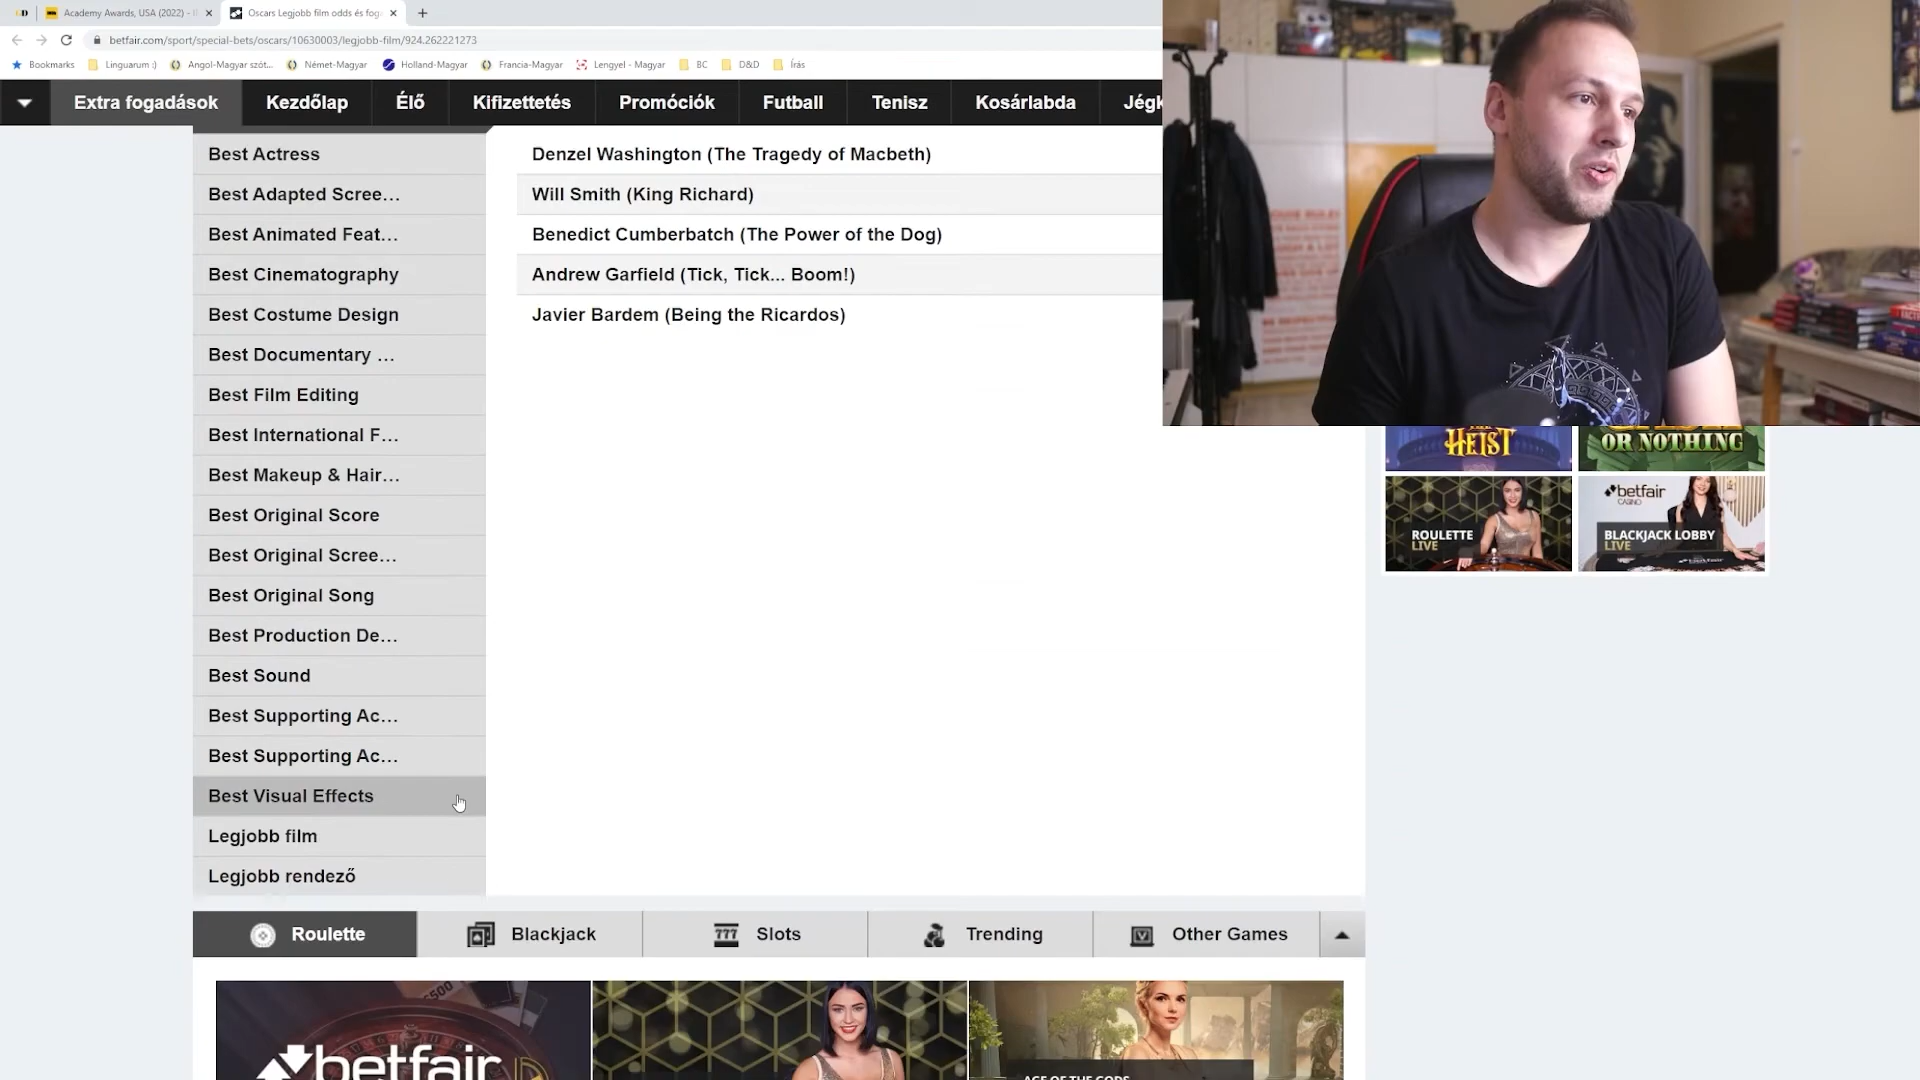 Academy Awards, USA (2022) - I
Oscars Legjobb film odds és fog
betfair.com/sport/special-bets/oscars/10630003/legjobb-film/924.262221273
Bookmarks
Linguarum :)
Angol-Magyar szót...
Német-Magyar
Holland-Magyar
Francia-Magyar
Lengyel - Magyar
BC
D&D
Írás
Extra fogadások
Kezdőlap
Élő
Kifizettetés
Promóciók
Futball
Tenisz
Kosárlabda
Jégk
Best Actress
Best Adapted Scree...
Best Animated Feat...
Best Cinematography
Best Costume Design
Best Documentary ...
Best Film Editing
Best International F...
Best Makeup & Hair...
Best Original Score
Best Original Scree...
Best Original Song
Best Production De...
Best Sound
Best Supporting Ac...
Best Supporting Ac...
Best Visual Effects
Legjobb film
Legjobb rendező
Denzel Washington (The Tragedy of Macbeth)
Will Smith (King Richard)
Benedict Cumberbatch (The Power of the Dog)
Andrew Garfield (Tick, Tick... Boom!)
Javier Bardem (Being the Ricardos)
HEIST
OR NOTHING
ROULETTE
LIVE
betfair
CASINO
BLACKJACK LOBBY
LIVE
Roulette
Blackjack
777
Slots
Trending
Other Games
betfair
AGE OF THE GODS